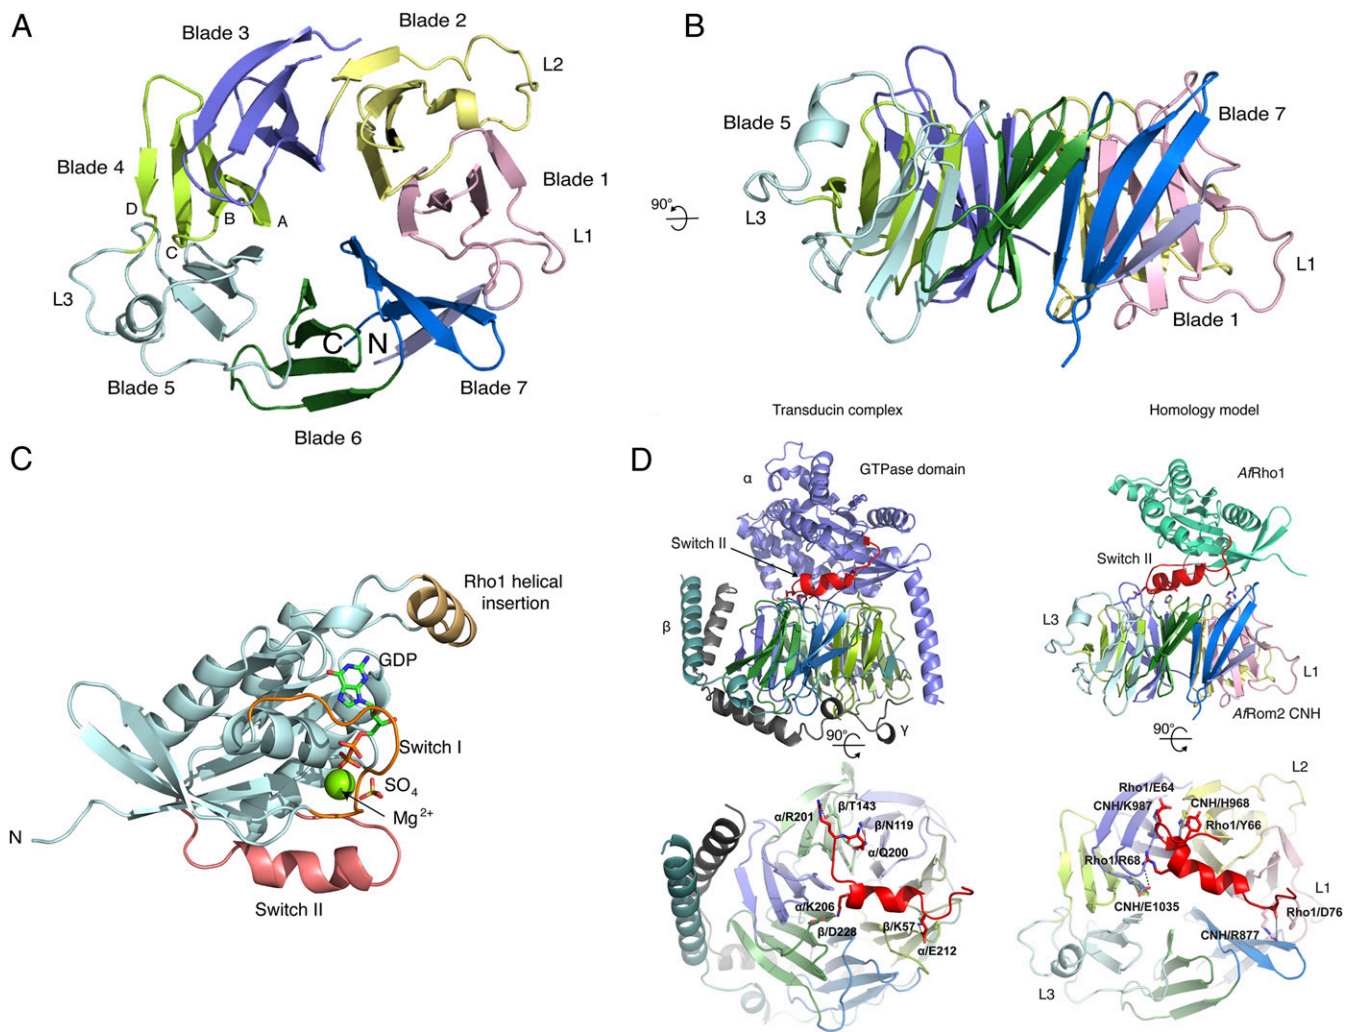 A
Blade 3
Blade 2
L2
Blade 4
D
B
A
C
Blade 1
L1
L3
C N
Blade 5
Blade 7
Blade 6
B
Blade 5
Blade 7
90°
L3
L1
Blade 1
C
Rho1 helical
insertion
GDP
Switch I
SO4
Mg2+
N
Switch II
D
Transducin complex
Homology model
α
GTPase domain
AfRho1
Switch II
Switch II
β
L3
L1
γ
AfRom2 CNH
90°
90°
β/T143
α/R201
β/N119
α/Q200
α/K206
β/D228
β/K57
α/E212
L2
Rho1/E64
CNH/K987
CNH/H968
Rho1/Y66
Rho1/R68
L1
CNH/E1035
Rho1/D76
CNH/R877
L3